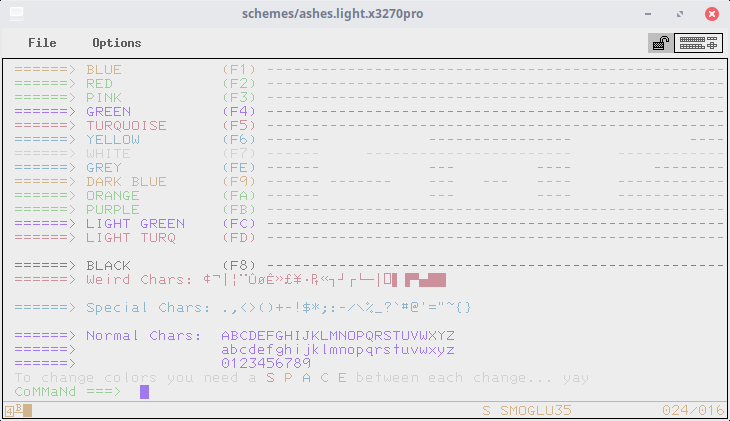 schemes/ashes.light.x3270pro
File Options
======> BLUE (F1) ------------------------------
======> RED (F2) ------------------------------
======> PINK (F3) ------------------------------
======> GREEN (F4) ------------------------------
======> TURQUOISE (F5) ------------------------------
======> YELLOW (F6) ------------------------------
======> WHITE (F7) ------------------------------
======> GREY (FE) ------------------------------
======> DARK BLUE (F9) ------------------------------
======> ORANGE (FA) ------------------------------
======> PURPLE (FB) ------------------------------
======> LIGHT GREEN (FC) ------------------------------
======> LIGHT TURQ (FD) ------------------------------
======> BLACK (F8) ------------------------------
======> Weird Chars:
======> Special Chars: .,<>()+-!$*;:-/\%_?`#@'="~{}
======> Normal Chars: ABCDEFGHIJKLMNOPQRSTUVWXYZ
======> abcdefghijklmnopqrstuvwxyz
======> 0123456789
To change colors you need a S P A C E between each change... yay
CoMMaNd ===>
4B S SMOGLU35 024/016